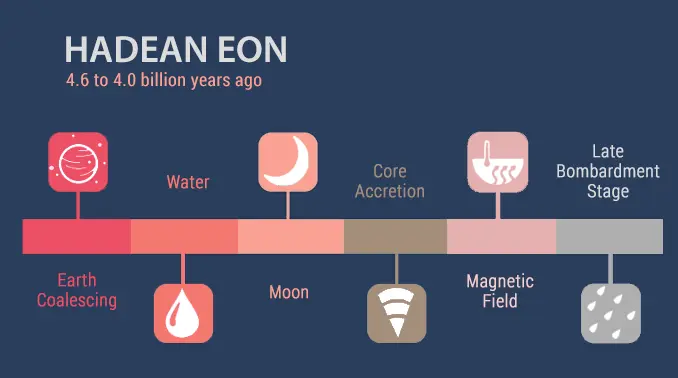 HADEAN EON
4.6 to 4.0 billion years ago
Earth
Coalescing
Water
Moon
Core
Accretion
Magnetic
Field
Late
Bombardment
Stage